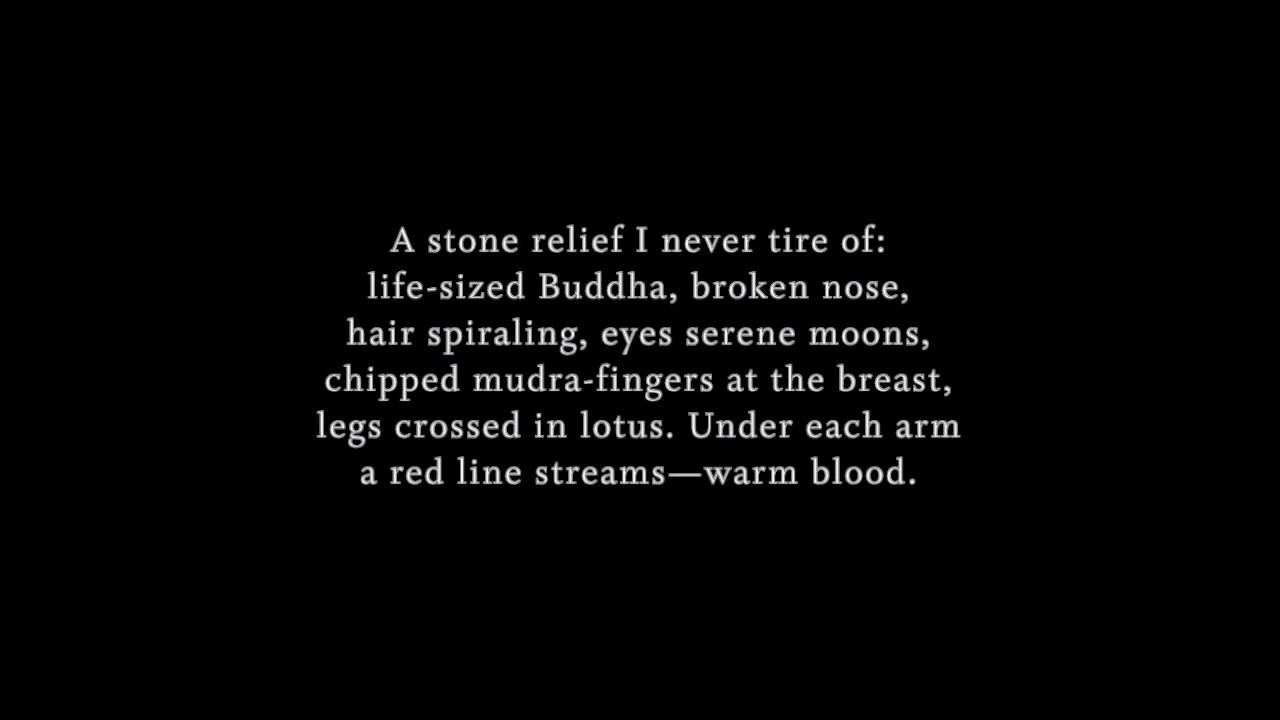 A stone relief I never tire of:
life-sized Buddha, broken nose,
hair spiraling, eyes serene moons,
chipped mudra-fingers at the breast,
legs crossed in lotus. Under each arm
a red line streams—warm blood.